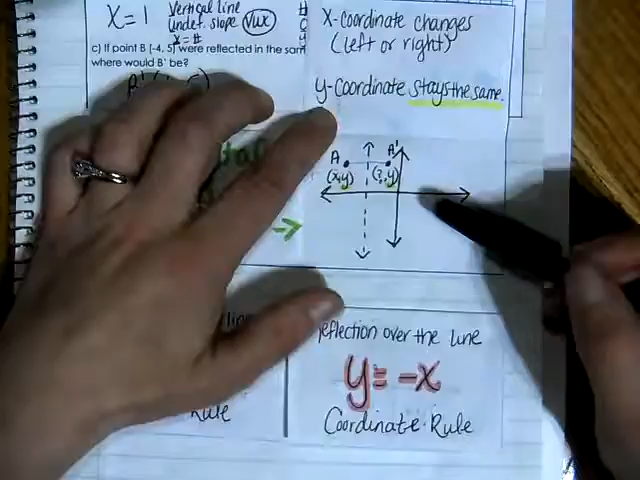 X=1
Vertical line
Undef. slope
VUX
X = #
c) If point B (-4, 5) were reflected in the sam
where would B' be?
X-coordinate changes
(left or right)
y-coordinate stays the same.
A
A'
(x,y)
(?,y)
Reflection over the line
y = -x
Coordinate Rule
Rule